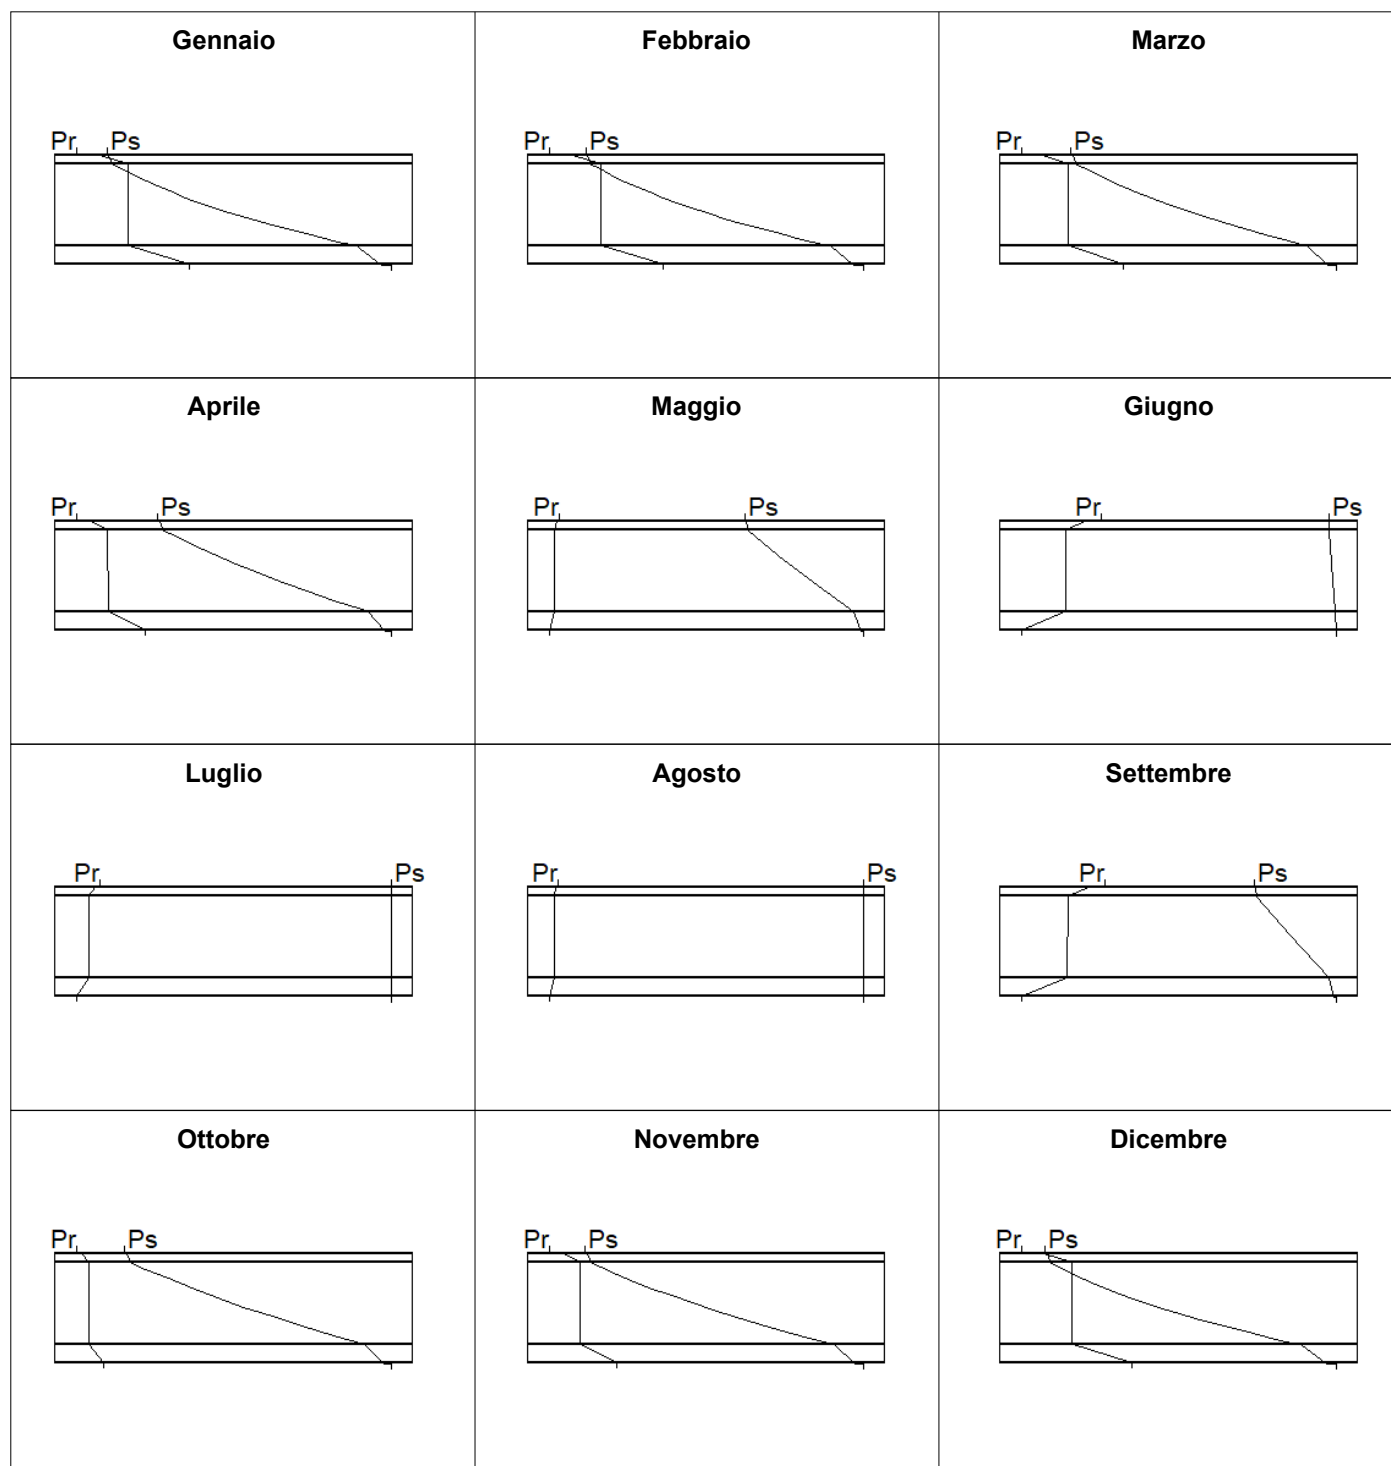 Gennaio
Febbraio
Marzo
Pr Ps
Pr Ps
Pr Ps
Aprile
Maggio
Giugno
Pr Ps
Pr Ps
Pr Ps
Luglio
Agosto
Settembre
Pr Ps
Pr Ps
Pr Ps
Ottobre
Novembre
Dicembre
Pr Ps
Pr Ps
Pr Ps